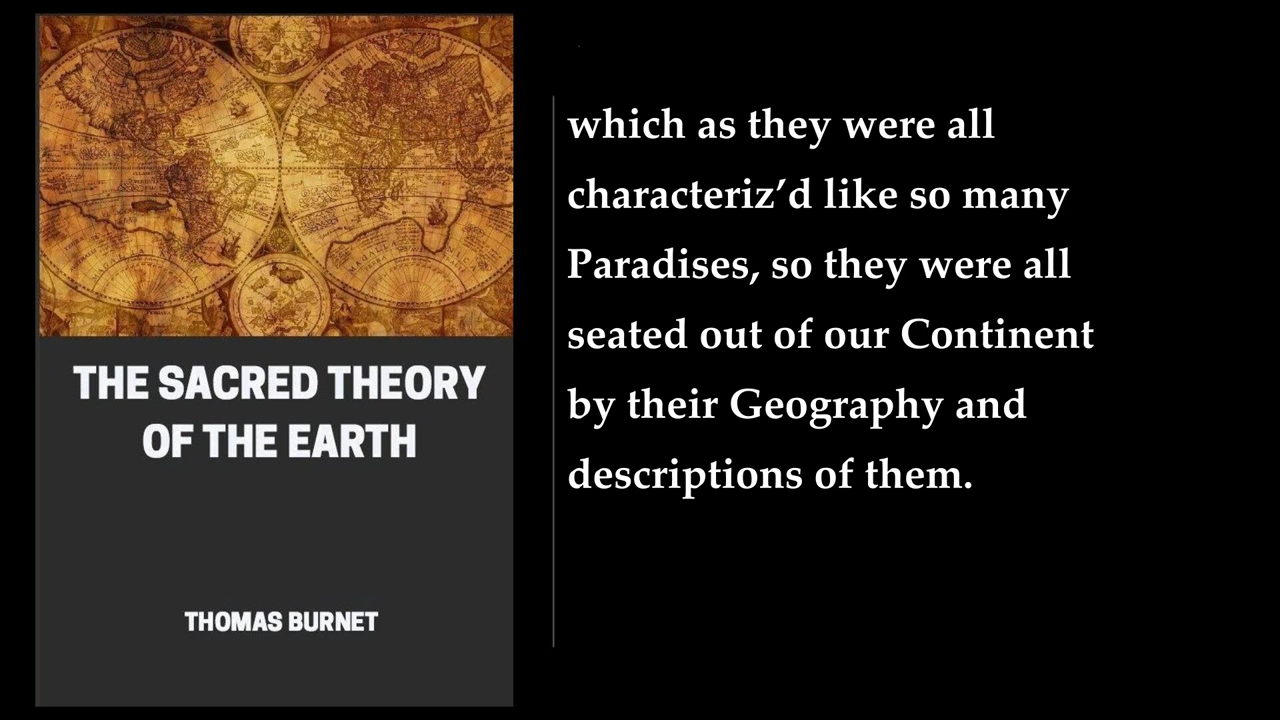 THE SACRED THEORY
OF THE EARTH
THOMAS BURNET
which as they were all
characteriz’d like so many
Paradises, so they were all
seated out of our Continent
by their Geography and
descriptions of them.